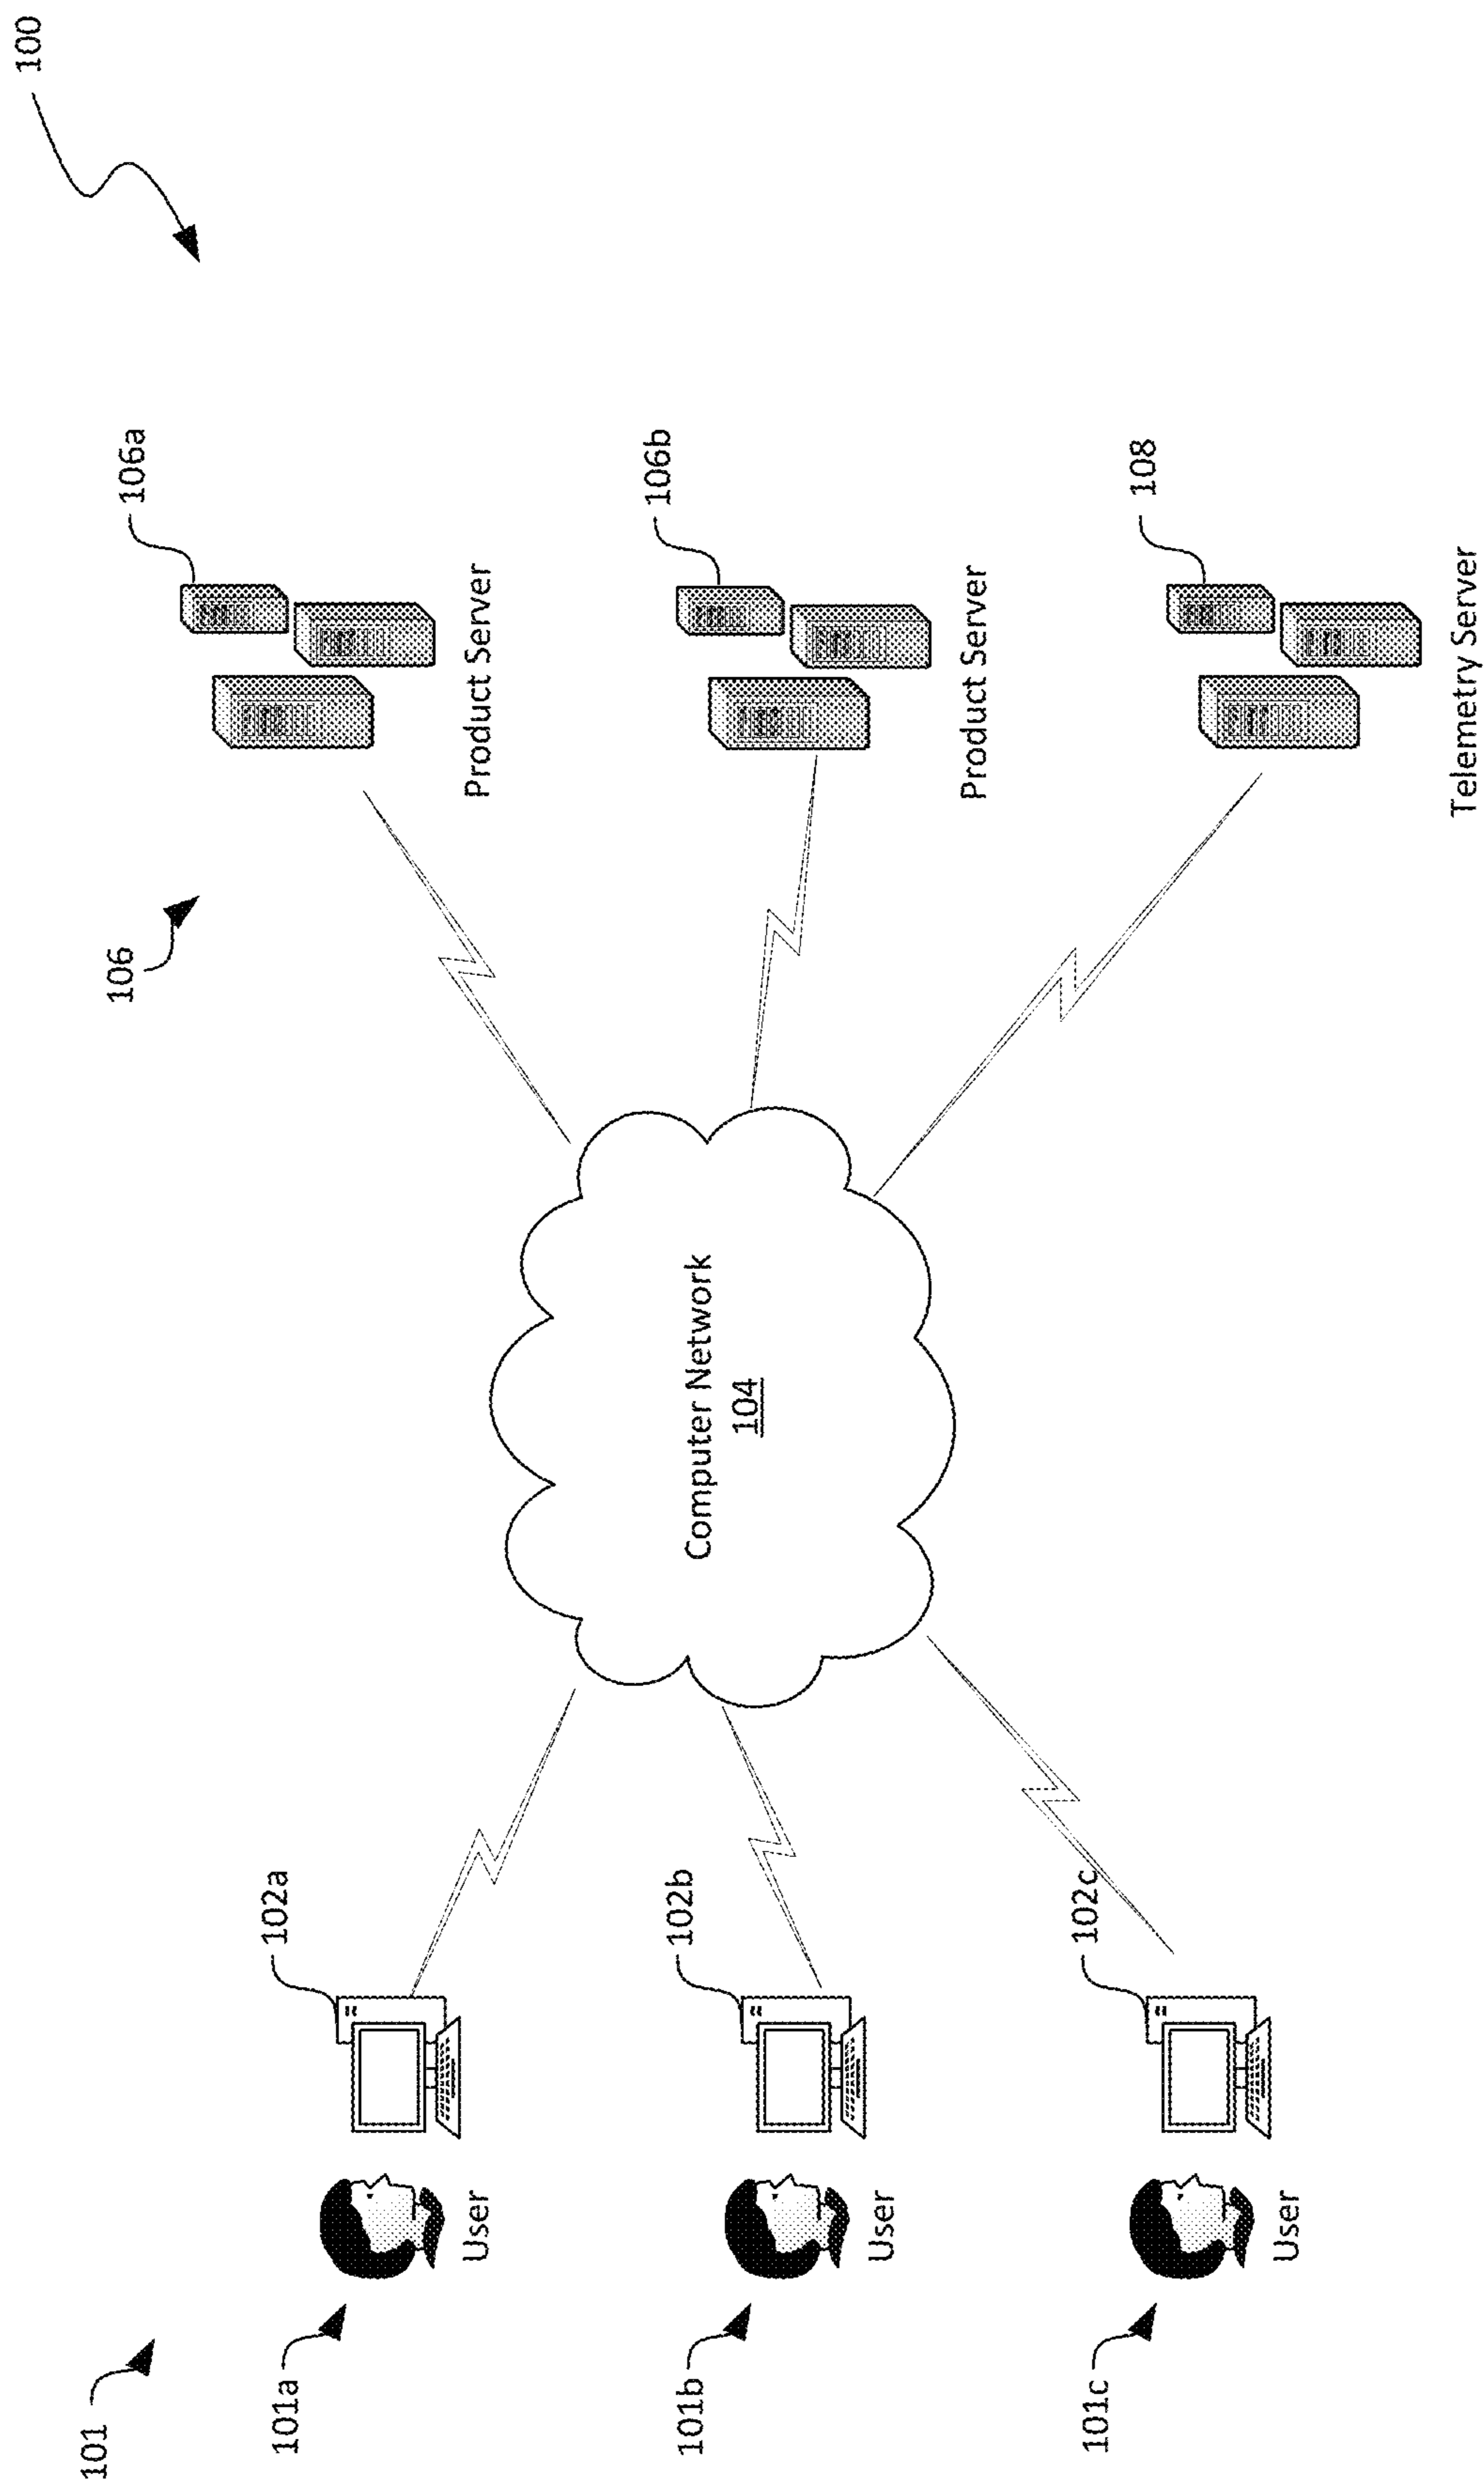 100
101
106
101a
102a
User
106a
Product Server
Computer Network
104
101b
102b
User
106b
Product Server
101c
102c
User
108
Telemetry Server